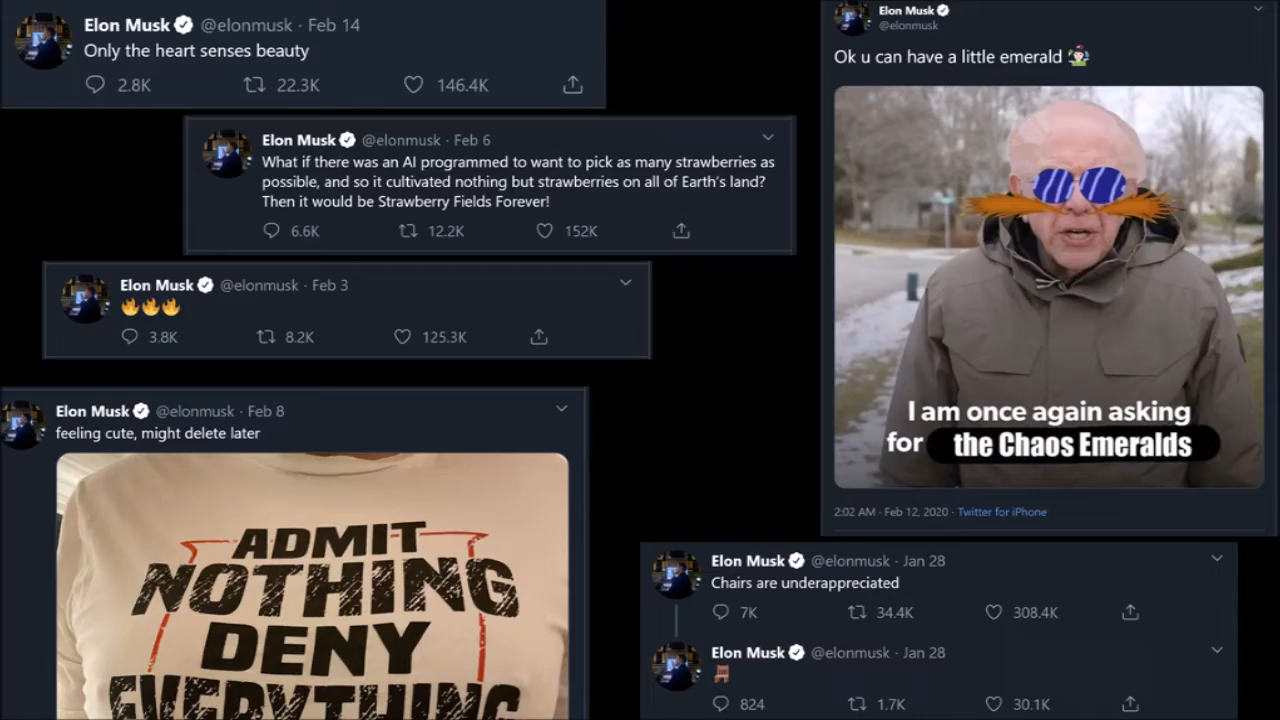 Elon Musk @elonmusk · Feb 14
Only the heart senses beauty
2.8K 22.3K 146.4K
Elon Musk @elonmusk · Feb 6
What if there was an AI programmed to want to pick as many strawberries as
possible, and so it cultivated nothing but strawberries on all of Earth's land?
Then it would be Strawberry Fields Forever!
6.6K 12.2K 152K
Elon Musk @elonmusk · Feb 3
🔥🔥🔥
3.8K 8.2K 125.3K
Elon Musk @elonmusk · Feb 8
feeling cute, might delete later
ADMIT
NOTHING
DENY
EVERYTHING
Elon Musk
@elonmusk
Ok u can have a little emerald
I am once again asking
for the Chaos Emeralds
2:02 AM · Feb 12, 2020 · Twitter for iPhone
Elon Musk @elonmusk · Jan 28
Chairs are underappreciated
7K 34.4K 308.4K
Elon Musk @elonmusk · Jan 28
🪑
824 1.7K 30.1K